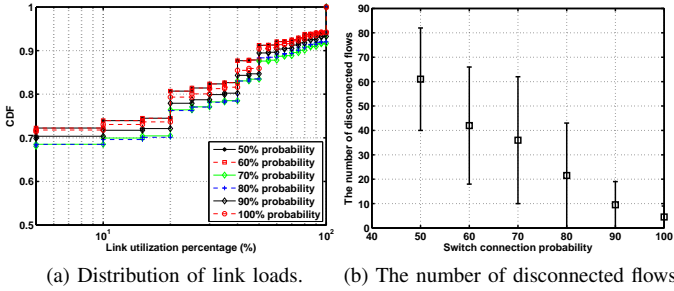 1
0.9
0.8
0.7
0.6
0.5
CDF
10^1
10^2
Link utilization percentage (%)
50% probability
60% probability
70% probability
80% probability
90% probability
100% probability
(a) Distribution of link loads.
90
80
70
60
50
40
30
20
10
0
The number of disconnected flows
40 50 60 70 80 90 100
Switch connection probability
(b) The number of disconnected flows